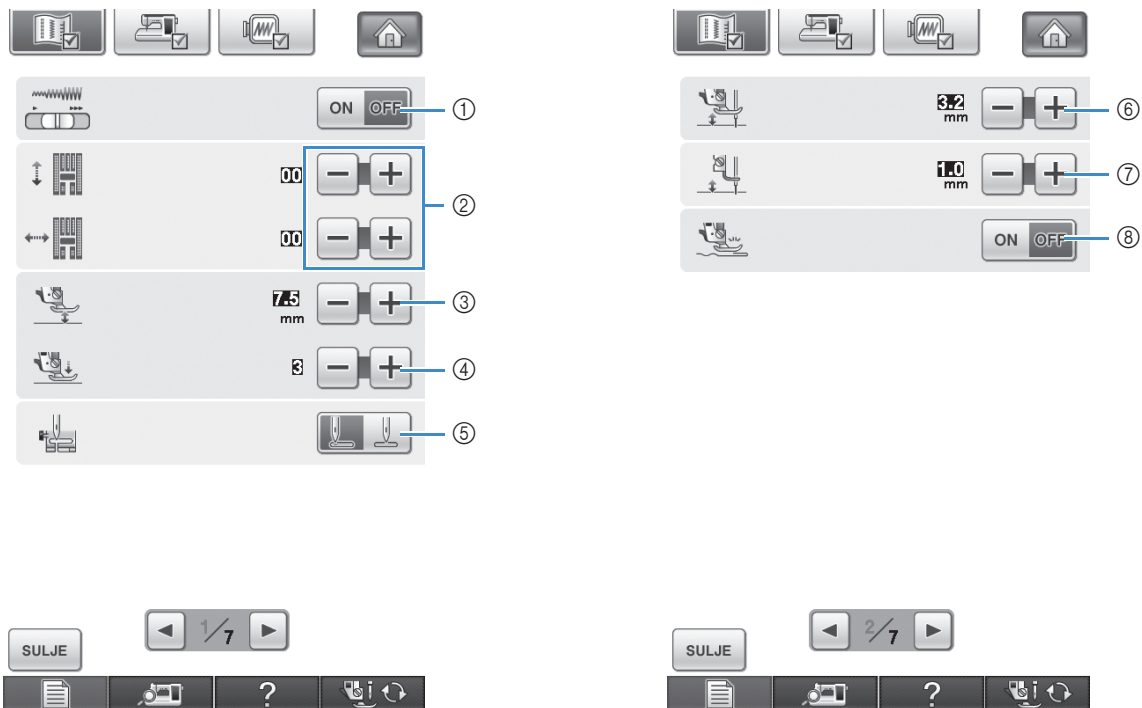 ON OFF ①
00
②
00
7.5 mm ③
3 ④
⑤
1/7
SULJE
?
3.2 mm ⑥
1.0 mm ⑦
ON OFF ⑧
2/7
SULJE
?